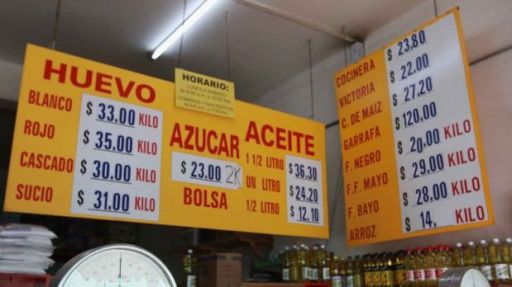 HUEVO
BLANCO $ 33.00 KILO
ROJO $ 35.00 KILO
CASCADO $ 30.00 KILO
SUCIO $ 31.00 KILO
HORARIO:
AZUCAR
$ 23.00 2K
BOLSA
ACEITE
1 1/2 LITRO $ 36.30
UN LITRO $ 24.20
1/2 LITRO $ 12.10
COCINERA $ 23.80
VICTORIA $ 22.00
C. DE MAIZ $ 27.20
GARRAFA $ 120.00
F. NEGRO $ 20.00 KILO
F.F. MAYO $ 29.00 KILO
F. BAYO $ 28.00 KILO
ARROZ $ 14. KILO